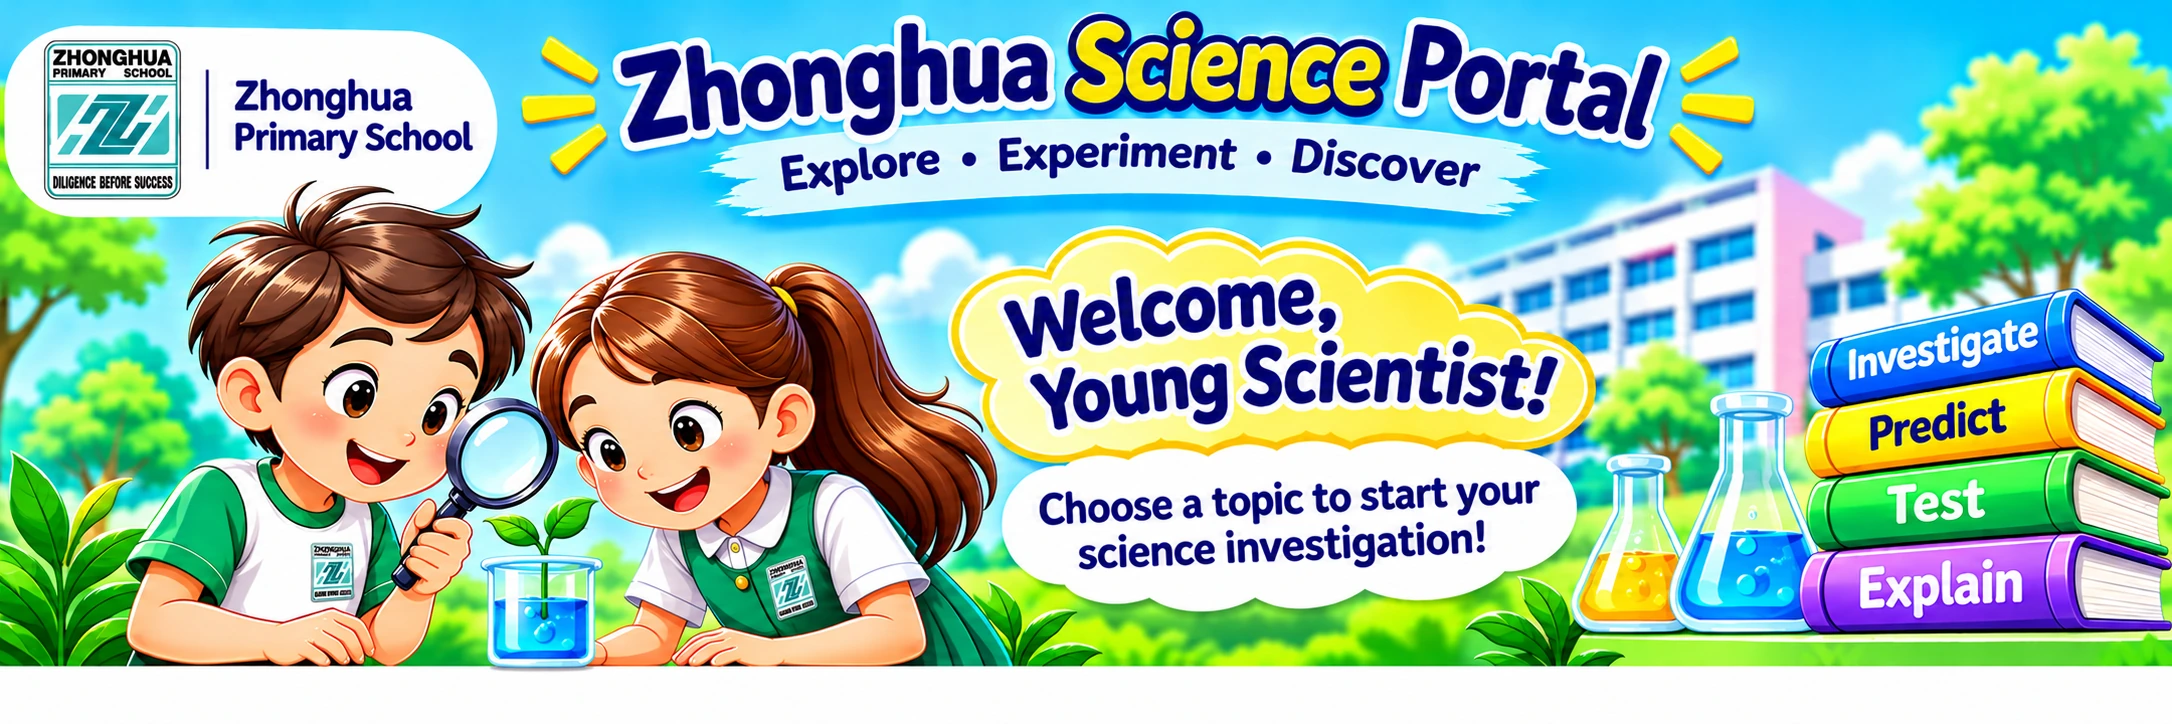 ZHONGHUA
PRIMARY SCHOOL
DILIGENCE BEFORE SUCCESS
Zhonghua
Primary School
Zhonghua Science Portal
Explore • Experiment • Discover
Welcome,
Young Scientist!
Choose a topic to start your
science investigation!
Investigate
Predict
Test
Explain